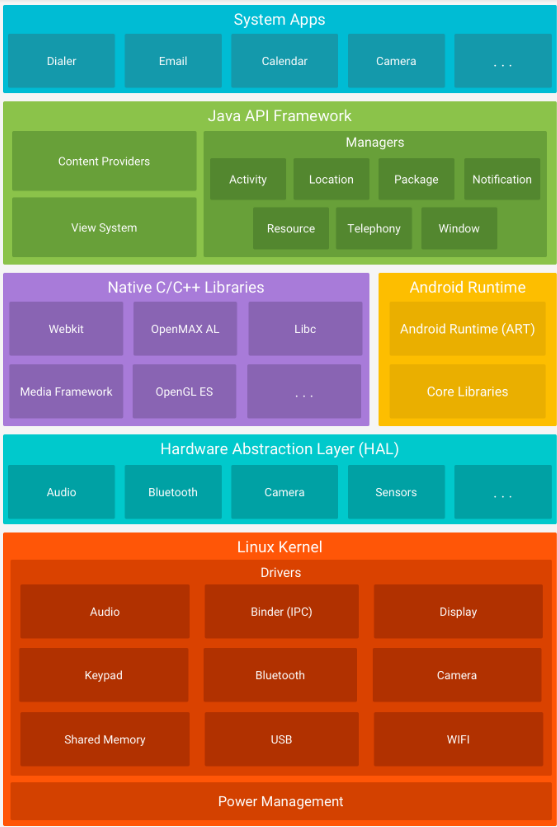 System Apps
Dialer
Email
Calendar
Camera
. . .
Java API Framework
Content Providers
View System
Managers
Activity
Location
Package
Notification
Resource
Telephony
Window
Native C/C++ Libraries
Webkit
OpenMAX AL
Libc
Media Framework
OpenGL ES
. . .
Android Runtime
Android Runtime (ART)
Core Libraries
Hardware Abstraction Layer (HAL)
Audio
Bluetooth
Camera
Sensors
. . .
Linux Kernel
Drivers
Audio
Binder (IPC)
Display
Keypad
Bluetooth
Camera
Shared Memory
USB
WIFI
Power Management